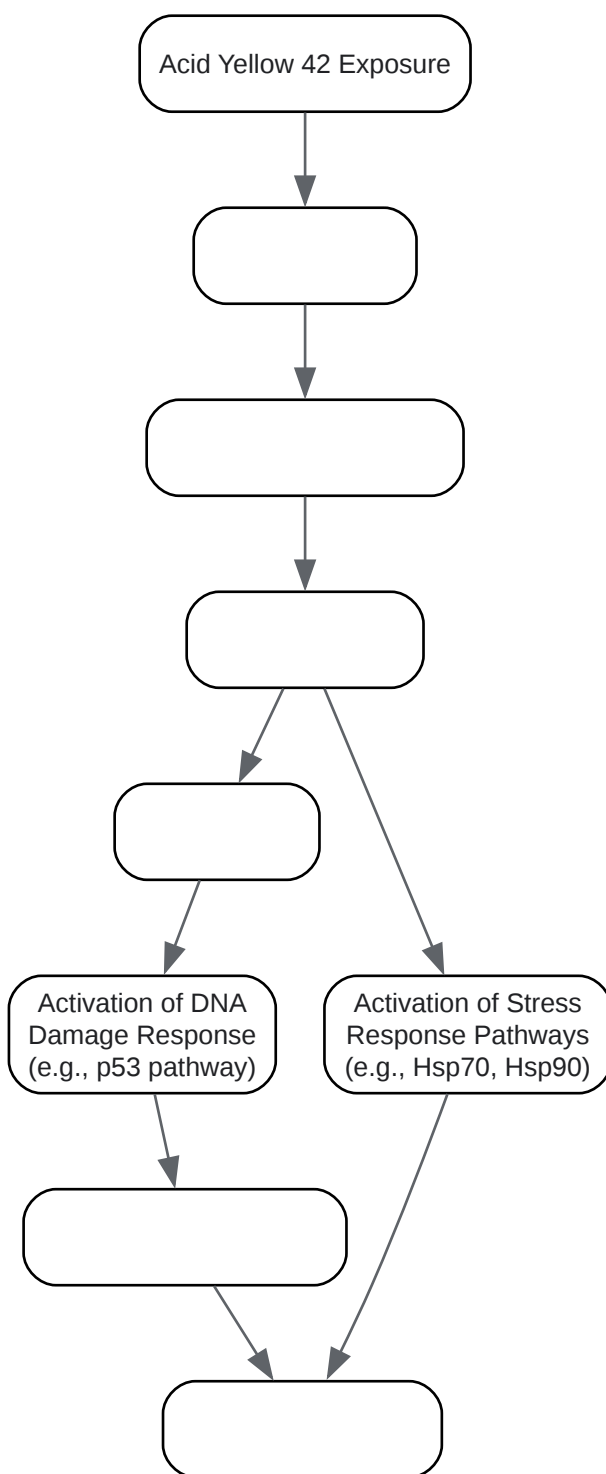 Acid Yellow 42 Exposure
Activation of DNA
Damage Response
(e.g., p53 pathway)
Activation of Stress
Response Pathways
(e.g., Hsp70, Hsp90)